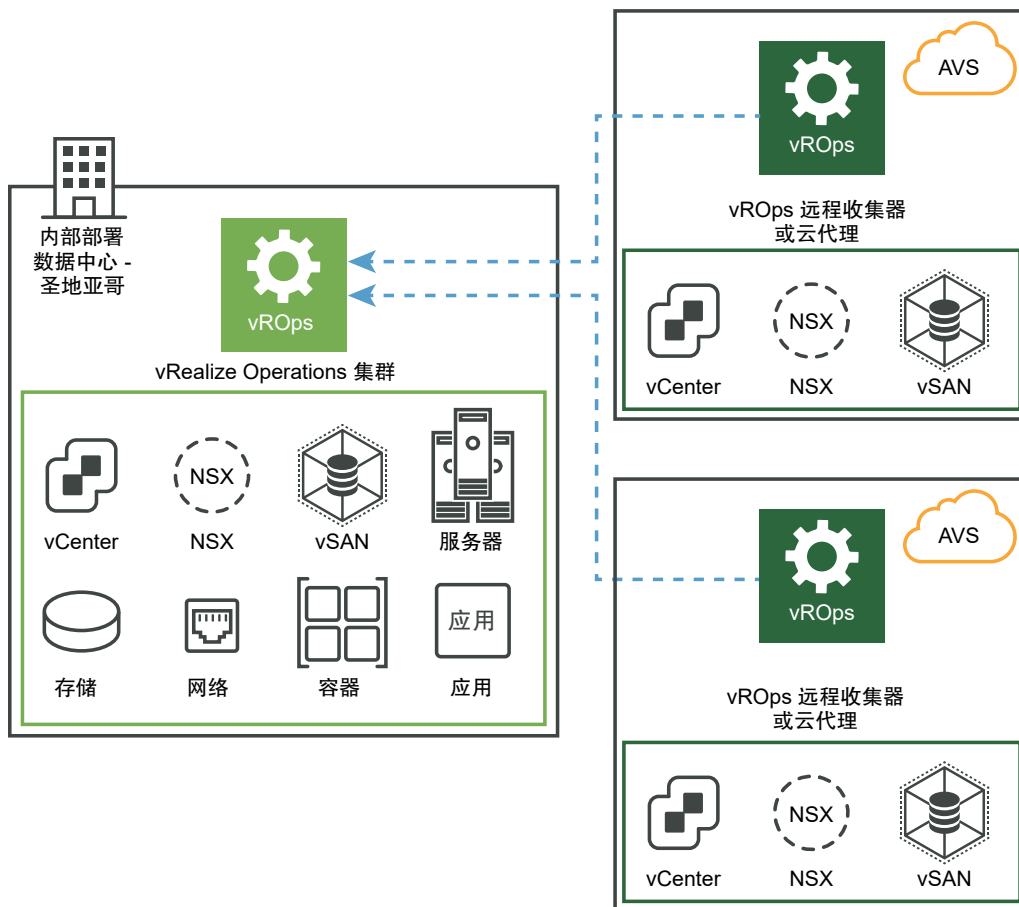 内部部署
数据中心 -
圣地亚哥
vROps
vRealize Operations 集群
NSX
vCenter
NSX
vSAN
服务器
应用
存储
网络
容器
应用
AVS
vROps
vROps 远程收集器
或云代理
NSX
vCenter
NSX
vSAN
AVS
vROps
vROps 远程收集器
或云代理
NSX
vCenter
NSX
vSAN